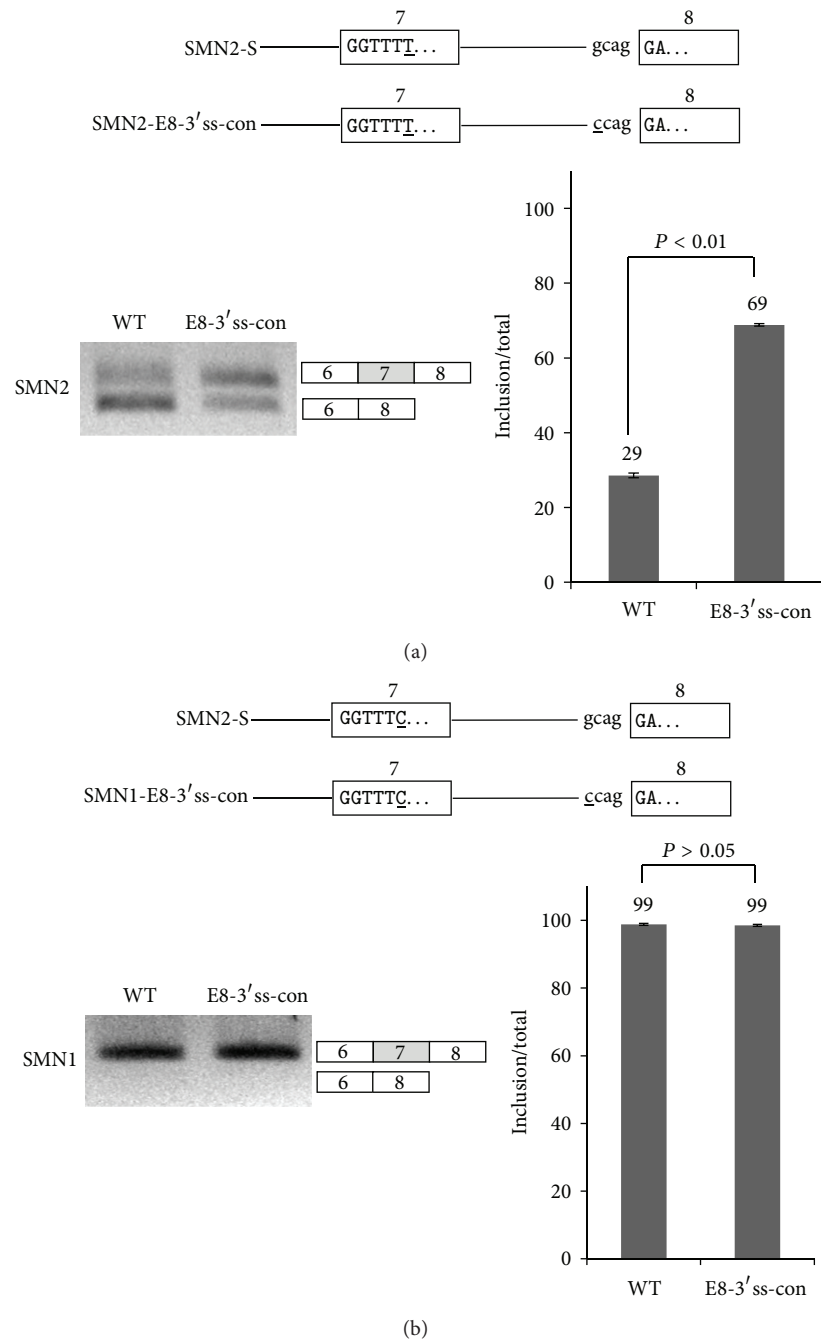 7 8
SMN2-S GGTTTT... gcag GA...
7 8
SMN2-E8-3′ss-con GGTTTT... ccag GA...
100
80
60
40
20
0
Inclusion/total
P < 0.01
69
29
WT E8-3′ss-con
WT E8-3′ss-con
SMN2
6 7 8
6 8
(a)
7 8
SMN2-S GGTTTC... gcag GA...
7 8
SMN1-E8-3′ss-con GGTTTC... ccag GA...
P > 0.05
99 99
100
80
60
40
20
0
Inclusion/total
WT E8-3′ss-con
WT E8-3′ss-con
SMN1
6 7 8
6 8
(b)